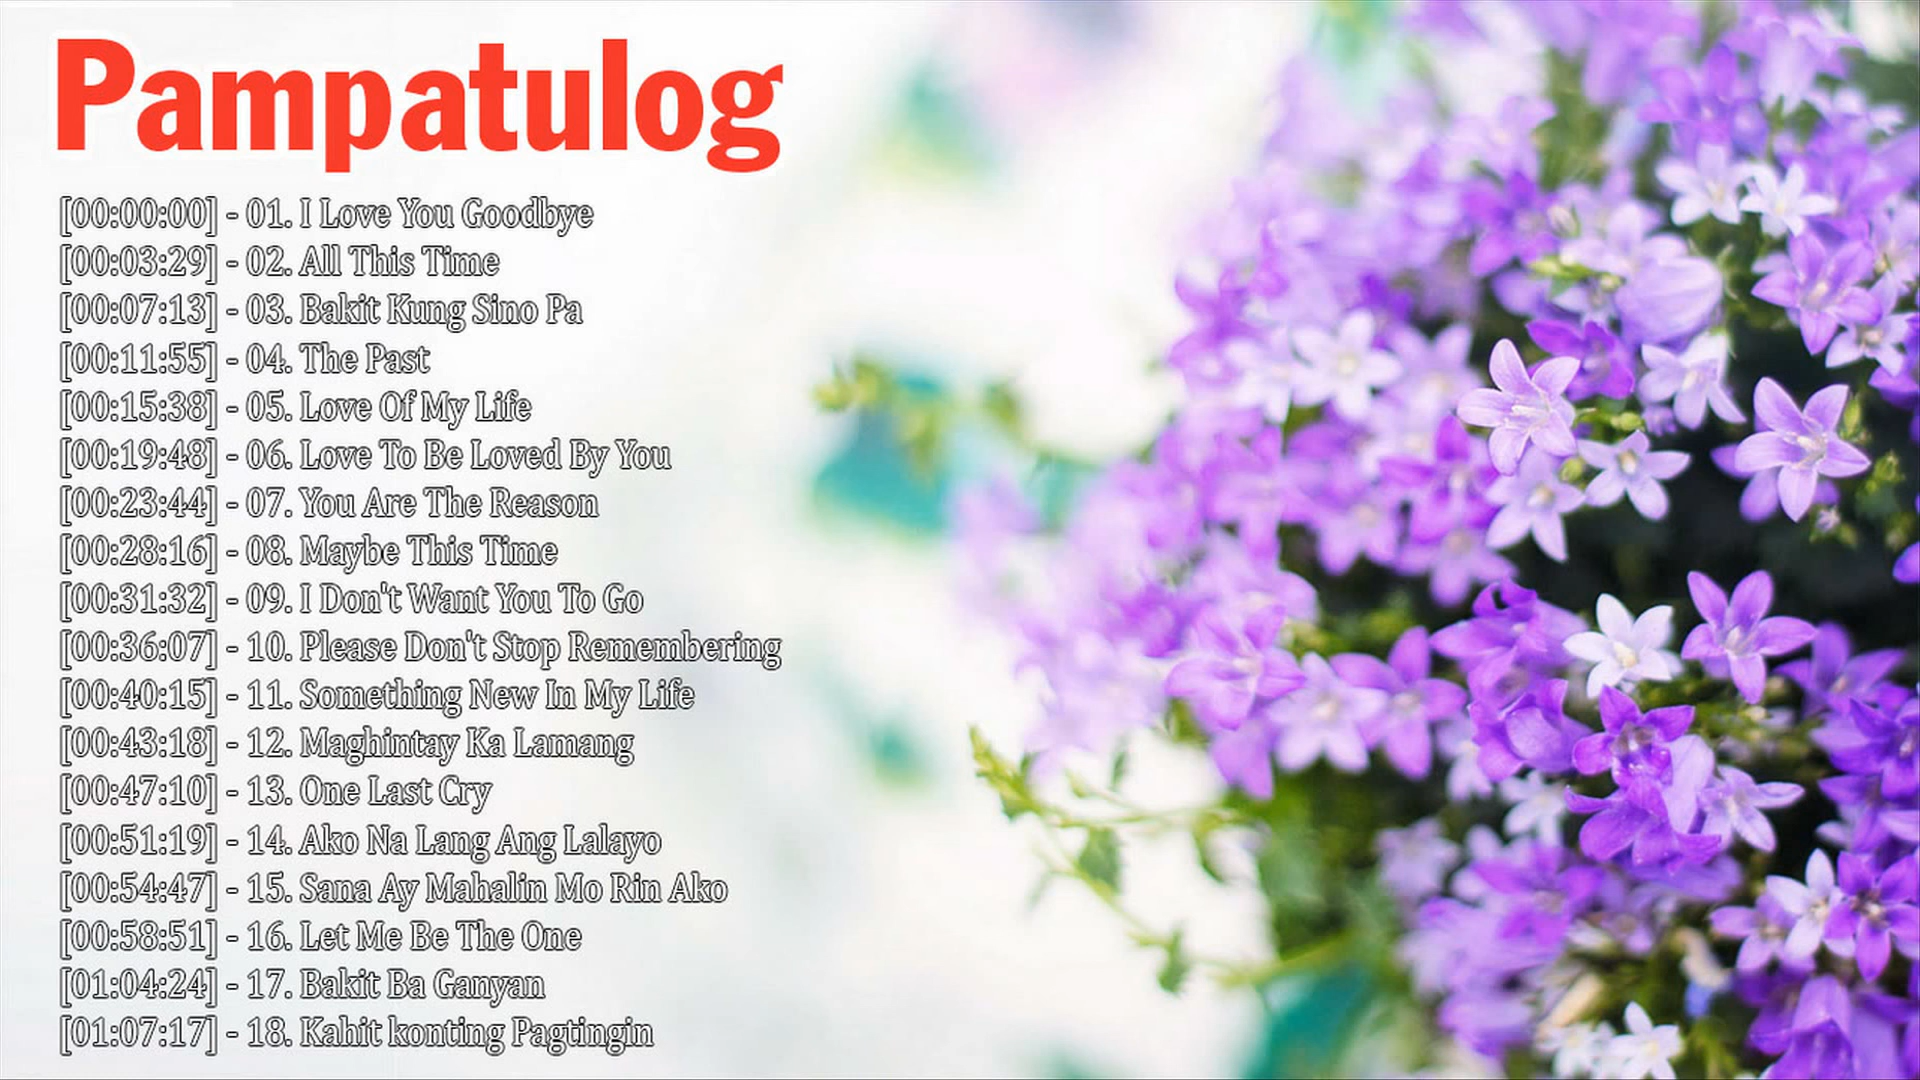 Pampatulog
[00:00:00] - 01. I Love You Goodbye
[00:03:29] - 02. All This Time
[00:07:13] - 03. Bakit Kung Sino Pa
[00:11:55] - 04. The Past
[00:15:38] - 05. Love Of My Life
[00:19:48] - 06. Love To Be Loved By You
[00:23:44] - 07. You Are The Reason
[00:28:16] - 08. Maybe This Time
[00:31:32] - 09. I Don't Want You To Go
[00:36:07] - 10. Please Don't Stop Remembering
[00:40:15] - 11. Something New In My Life
[00:43:18] - 12. Maghintay Ka Lamang
[00:47:10] - 13. One Last Cry
[00:51:19] - 14. Ako Na Lang Ang Lalayo
[00:54:47] - 15. Sana Ay Mahalin Mo Rin Ako
[00:58:51] - 16. Let Me Be The One
[01:04:24] - 17. Bakit Ba Ganyan
[01:07:17] - 18. Kahit konting Pagtingin